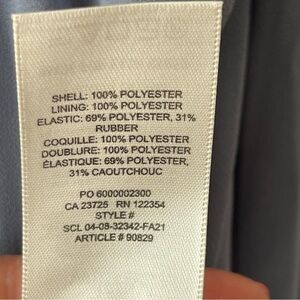 SHELL: 100% POLYESTER
LINING: 100% POLYESTER
ELASTIC: 69% POLYESTER, 31%
RUBBER
COQUILLE: 100% POLYESTER
DOUBLURE: 100% POLYESTER
ÉLASTIQUE: 69% POLYESTER,
31% CAOUTCHOUC
PO 6000002300
CA 23725 RN 122354
STYLE #
SCL 04-08-32342-FA21
ARTICLE # 90829